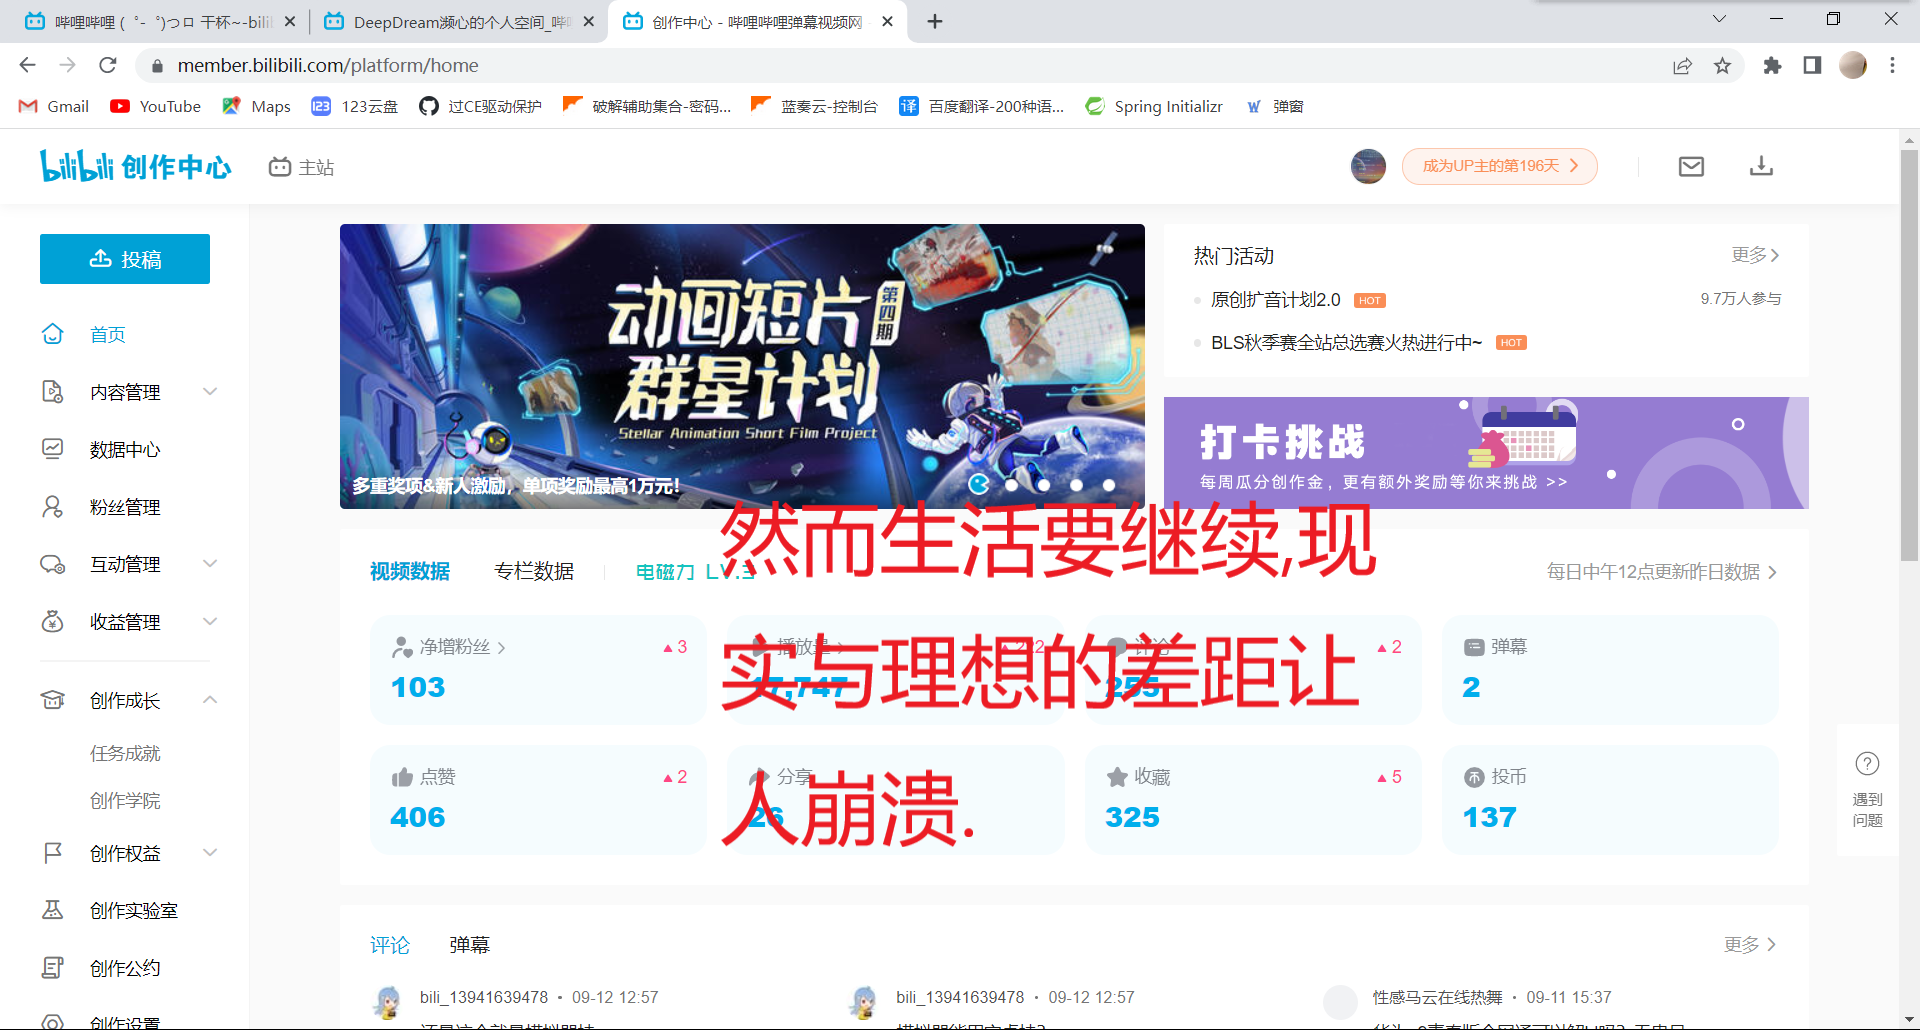 哔哩哔哩 (゜-゜)つロ 干杯~-bili
DeepDream濒心的个人空间_哔
创作中心 - 哔哩哔哩弹幕视频网
member.bilibili.com/platform/home
Gmail
YouTube
Maps
123云盘
过CE驱动保护
破解辅助集合-密码...
蓝奏云-控制台
百度翻译-200种语...
Spring Initializr
弹窗
bilibili 创作中心
主站
成为UP主的第196天
投稿
首页
内容管理
数据中心
粉丝管理
互动管理
收益管理
创作成长
任务成就
创作学院
创作权益
创作实验室
创作公约
创作设置
动画短片
第四期
群星计划
Stellar Animation Short Film Project
多重奖项&新人激励，单项奖励最高1万元！
热门活动
更多
原创扩音计划2.0 HOT
9.7万人参与
BLS秋季赛全站总选赛火热进行中~ HOT
打卡挑战
每周瓜分创作金，更有额外奖励等你来挑战 >>
然而生活要继续,现
实与理想的差距让
人崩溃.
视频数据
专栏数据
电磁力 LV.3
每日中午12点更新昨日数据
净增粉丝
3
103
播放量
222
17,747
评论
2
255
弹幕
2
点赞
2
406
分享
26
收藏
5
325
投币
137
遇到
问题
评论
弹幕
更多
bili_13941639478 · 09-12 12:57
bili_13941639478 · 09-12 12:57
性感马云在线热舞 · 09-11 15:37